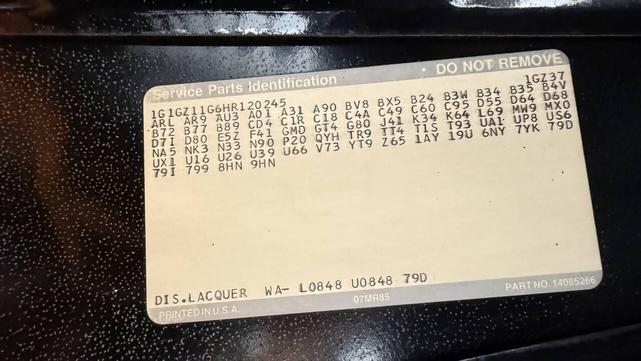 Service Parts Identification
• DO NOT REMOVE
1G1GZ11G6HR120245
1GZ37
ARL AR9 AU3 A01 A31 A90 BV8 BX5 B24 B3W B34 B35 B4V
B72 B77 B89 CD4 C1R C18 C4A C49 C60 C95 D55 D64 D68
D7I D80 E5Z F41 GMD GT4 G80 J41 K34 K64 L69 MW9 MX0
NA5 NK3 N33 N90 P20 QYH TR9 TT4 T1S T93 UA1 UP8 US6
UX1 U16 U26 U39 U66 V73 YT9 Z65 1AY 19U 6NY 7YK 79D
79I 799 8HN 9HN
DIS.LACQUER WA- L0848 U0848 79D
PRINTED IN U.S.A.
07MR85
PART NO. 14085266